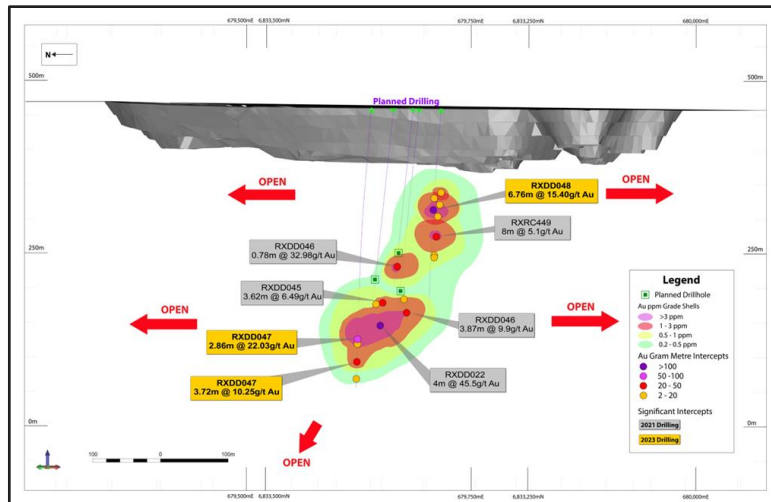 679,500mE
6,833,500mN
679,750mE
6,833,250mN
680,000mE
N
500m
500m
Planned Drilling
OPEN
OPEN
RXDD048
6.76m @ 15.40g/t Au
RXRC449
8m @ 5.1g/t Au
RXDD046
0.78m @ 32.98g/t Au
250m
250m
RXDD045
3.62m @ 6.49g/t Au
OPEN
OPEN
RXDD046
3.87m @ 9.9g/t Au
RXDD047
2.86m @ 22.03g/t Au
RXDD022
4m @ 45.5g/t Au
RXDD047
3.72m @ 10.25g/t Au
OPEN
0m
0m
100
0
100m
Legend
Planned Drillhole
Au ppm Grade Shells
>3 ppm
1 - 3 ppm
0.5 - 1 ppm
0.2 - 0.5 ppm
Au Gram Metre Intercepts
>100
50 -100
20 - 50
2 - 20
Significant Intercepts
2021 Drilling
2023 Drilling
679,500mE
6,833,500mN
679,750mE
6,833,250mN
680,000mE